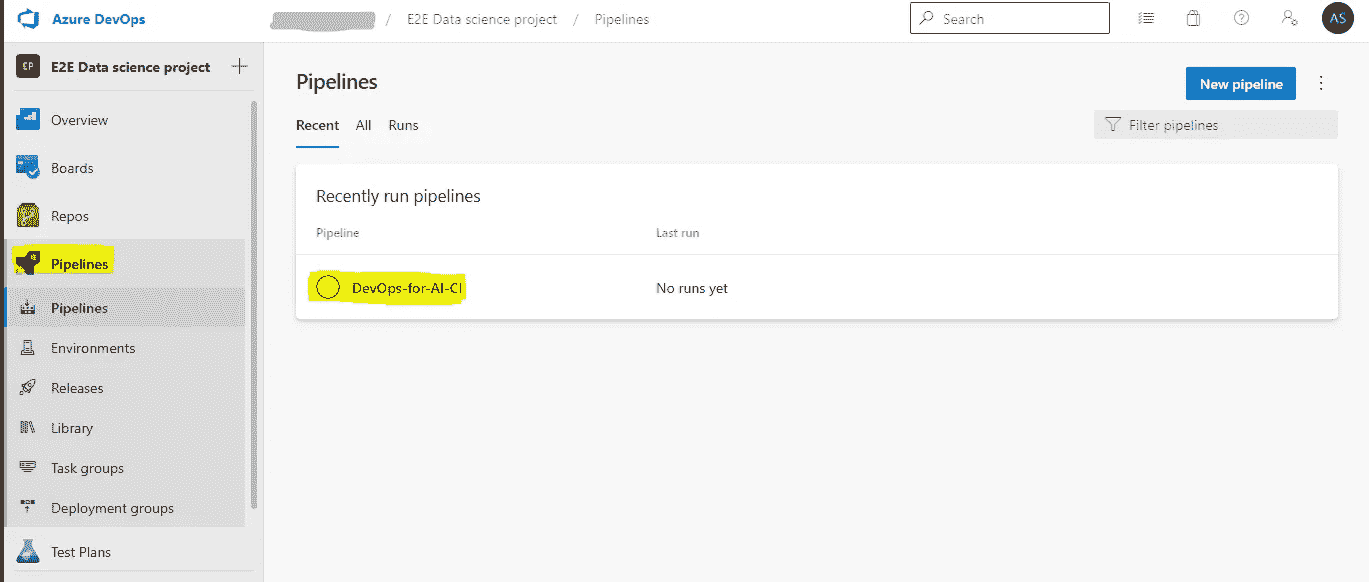 Azure DevOps / E2E Data science project / Pipelines Search AS
EP E2E Data science project +
Overview
Boards
Repos
Pipelines
Pipelines
Environments
Releases
Library
Task groups
Deployment groups
Test Plans
Pipelines New pipeline
Recent All Runs Filter pipelines
Recently run pipelines
Pipeline Last run
DevOps-for-AI-CI No runs yet